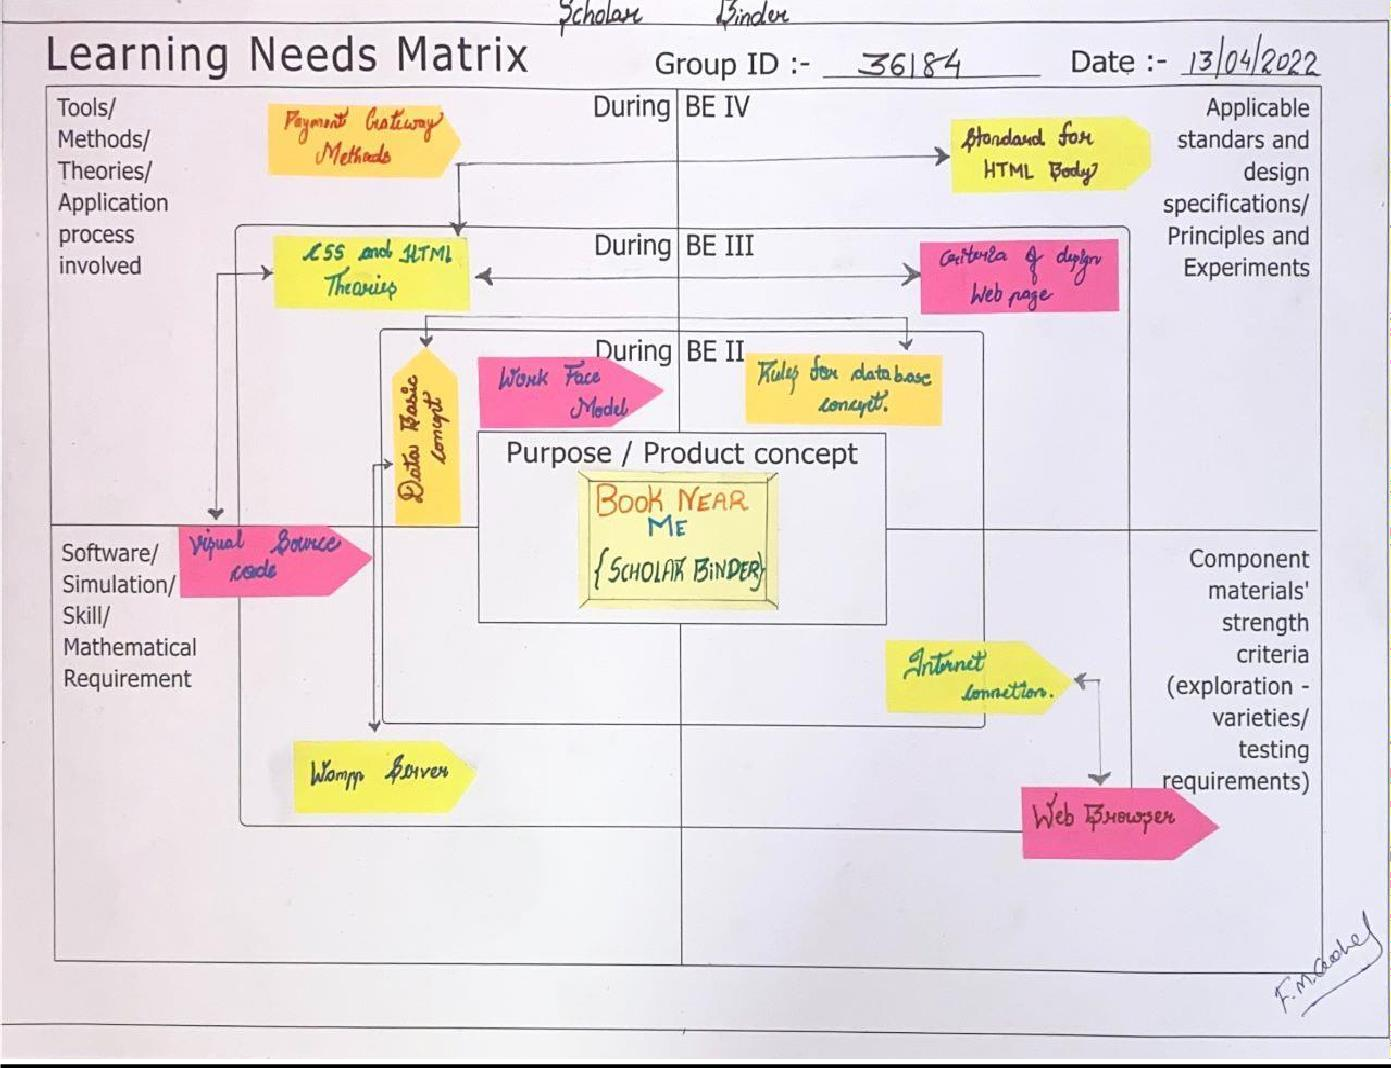 Scholar Binder
Learning Needs Matrix
Group ID :- 36184
Date :- 13/04/2022
Tools/
Methods/
Theories/
Application
process
involved
Payment Gateway
Methods
During BE IV
Standard for
HTML Body
Applicable
standars and
design
specifications/
Principles and
Experiments
CSS and HTML
Theories
During BE III
Criteria of design
Web page
During BE II
Data Basic
concept
Work Face
Model
Rules for database
concept.
Purpose / Product concept
BOOK NEAR
ME
{SCHOLAR BINDER}
Software/
Simulation/
Skill/
Mathematical
Requirement
Visual Source
code
Component
materials'
strength
criteria
(exploration -
varieties/
testing
requirements)
Internet
connection.
Wampp Server
Web Browser